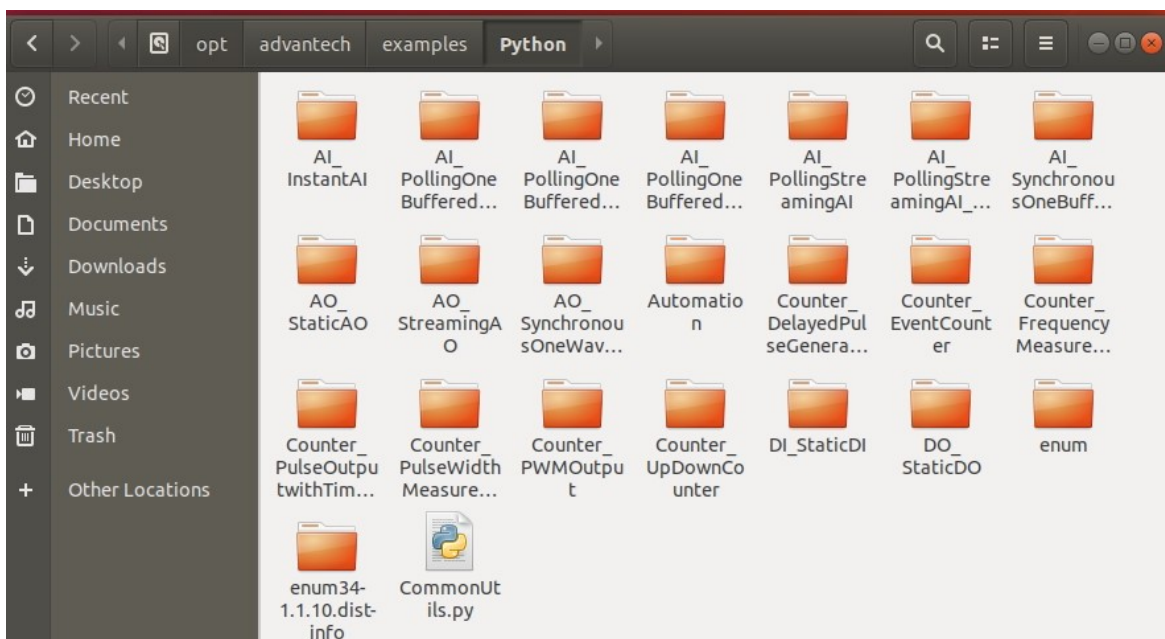 opt advantech examples Python
Recent
Home
Desktop
Documents
Downloads
Music
Pictures
Videos
Trash
Other Locations
AI_
InstantAI
AI_
PollingOne
Buffered...
AI_
PollingOne
Buffered...
AI_
PollingOne
Buffered...
AI_
PollingStre
amingAI
AI_
PollingStre
amingAI_...
AI_
Synchronou
sOneBuff...
AO_
StaticAO
AO_
StreamingA
O
AO_
Synchronou
sOneWav...
Automatio
n
Counter_
DelayedPul
seGenera...
Counter_
EventCount
er
Counter_
Frequency
Measure...
Counter_
PulseOutpu
twithTim...
Counter_
PulseWidth
Measure...
Counter_
PWMOutpu
t
Counter_
UpDownCo
unter
DI_StaticDI
DO_
StaticDO
enum
enum34-
1.1.10.dist-
info
CommonUt
ils.py